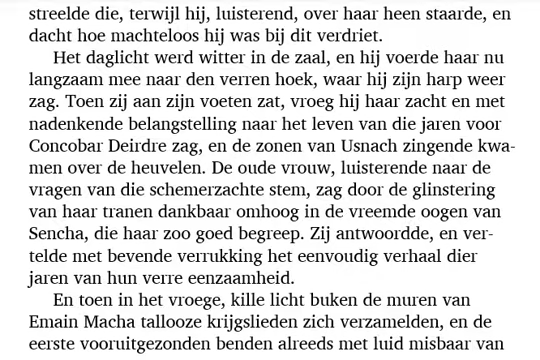 streelde die, terwijl hij, luisterend, over haar heen staarde, en
dacht hoe machteloos hij was bij dit verdriet.
Het daglicht werd witter in de zaal, en hij voerde haar nu
langzaam mee naar den verren hoek, waar hij zijn harp weer
zag. Toen zij aan zijn voeten zat, vroeg hij haar zacht en met
nadenkende belangstelling naar het leven van die jaren voor
Concobar Deirdre zag, en de zonen van Usnach zingende kwa-
men over de heuvelen. De oude vrouw, luisterende naar de
vragen van die schemerzachte stem, zag door de glinstering
van haar tranen dankbaar omhoog in de vreemde oogen van
Sencha, die haar zoo goed begreep. Zij antwoordde, en ver-
telde met bevende verrukking het eenvoudig verhaal dier
jaren van hun verre eenzaamheid.
En toen in het vroege, kille licht buken de muren van
Emain Macha tallooze krijgslieden zich verzamelden, en de
eerste vooruitgezonden benden alreeds met luid misbaar van